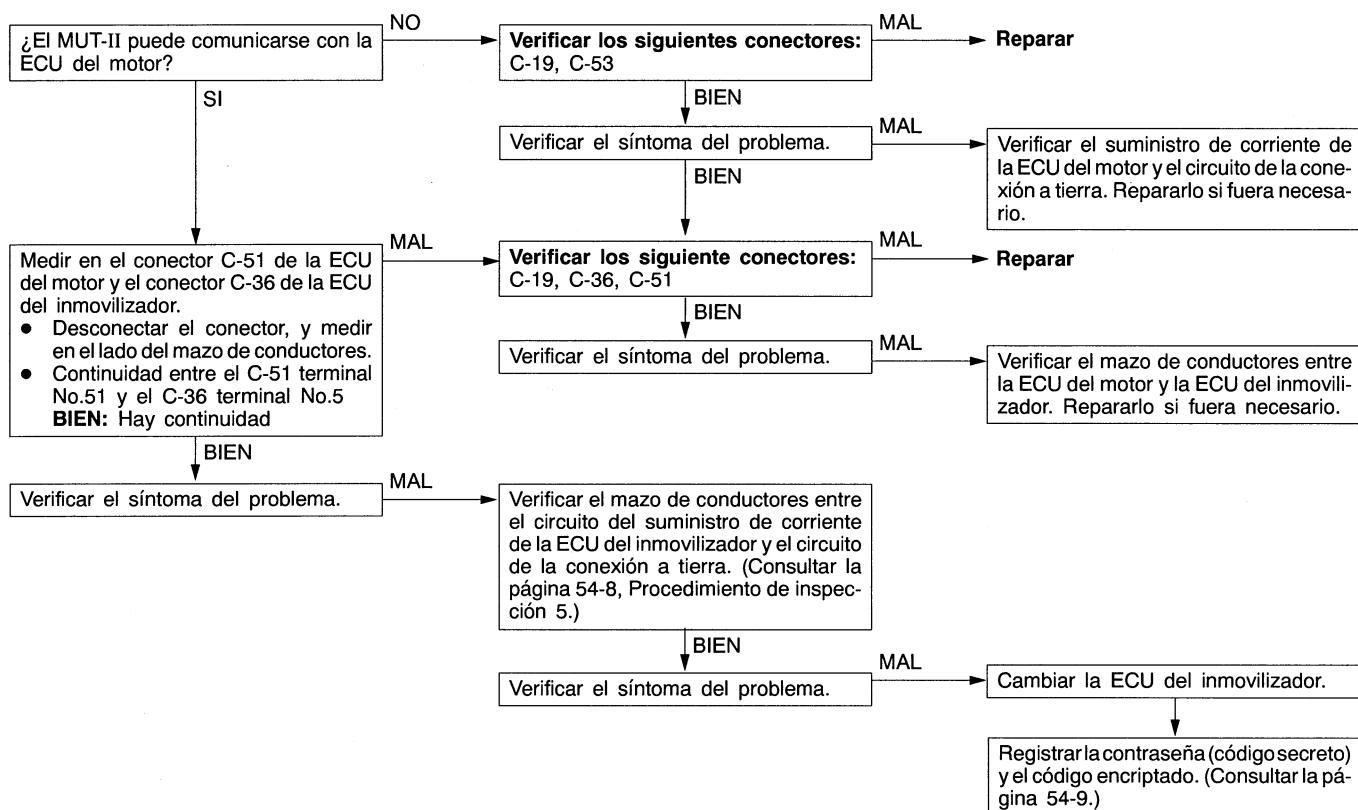 ¿El MUT-II puede comunicarse con la
ECU del motor?
NO
Verificar los siguientes conectores:
C-19, C-53
MAL
Reparar
SI
BIEN
Verificar el síntoma del problema.
MAL
Verificar el suministro de corriente de
la ECU del motor y el circuito de la cone-
xión a tierra. Repararlo si fuera necesa-
rio.
BIEN
Medir en el conector C-51 de la ECU
del motor y el conector C-36 de la ECU
del inmovilizador.
● Desconectar el conector, y medir
en el lado del mazo de conductores.
● Continuidad entre el C-51 terminal
No.51 y el C-36 terminal No.5
BIEN: Hay continuidad
MAL
Verificar los siguiente conectores:
C-19, C-36, C-51
MAL
Reparar
BIEN
Verificar el síntoma del problema.
MAL
Verificar el mazo de conductores entre
la ECU del motor y la ECU del inmovili-
zador. Repararlo si fuera necesario.
BIEN
Verificar el síntoma del problema.
MAL
Verificar el mazo de conductores entre
el circuito del suministro de corriente
de la ECU del inmovilizador y el circuito
de la conexión a tierra. (Consultar la
página 54-8, Procedimiento de inspec-
ción 5.)
BIEN
Verificar el síntoma del problema.
MAL
Cambiar la ECU del inmovilizador.
Registrar la contraseña (código secreto)
y el código encriptado. (Consultar la pá-
gina 54-9.)